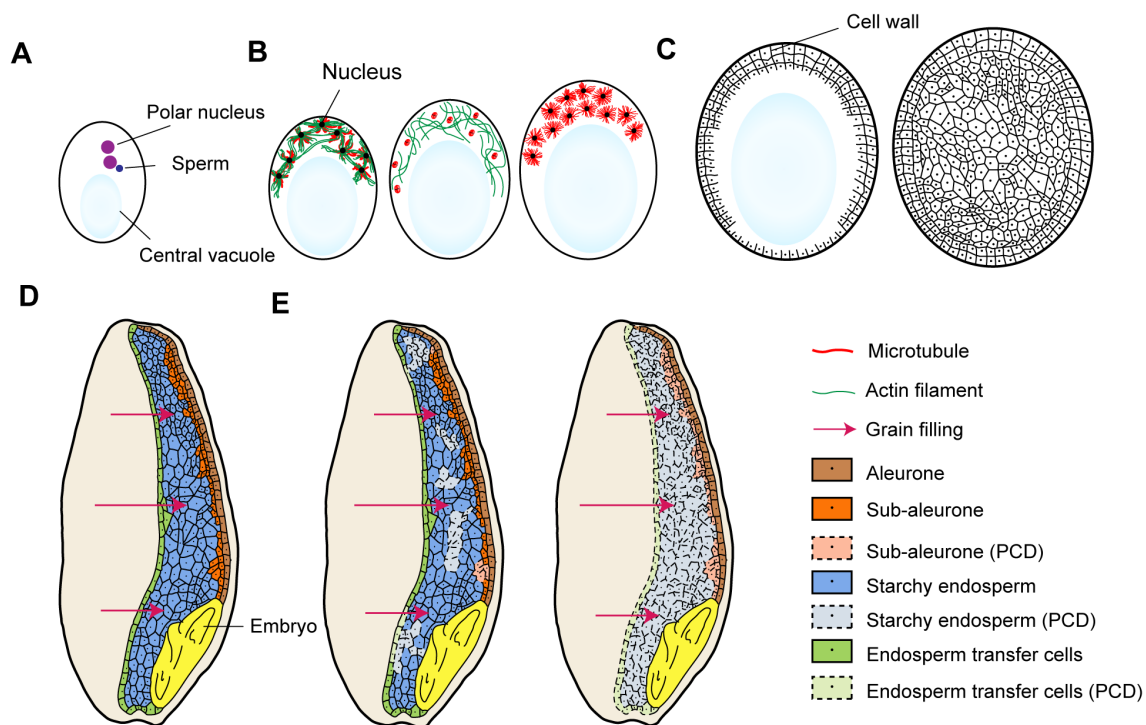 A
Polar nucleus
Sperm
Central vacuole
B
Nucleus
C
Cell wall
D
Embryo
E
Microtubule
Actin filament
Grain filling
Aleurone
Sub-aleurone
Sub-aleurone (PCD)
Starchy endosperm
Starchy endosperm (PCD)
Endosperm transfer cells
Endosperm transfer cells (PCD)